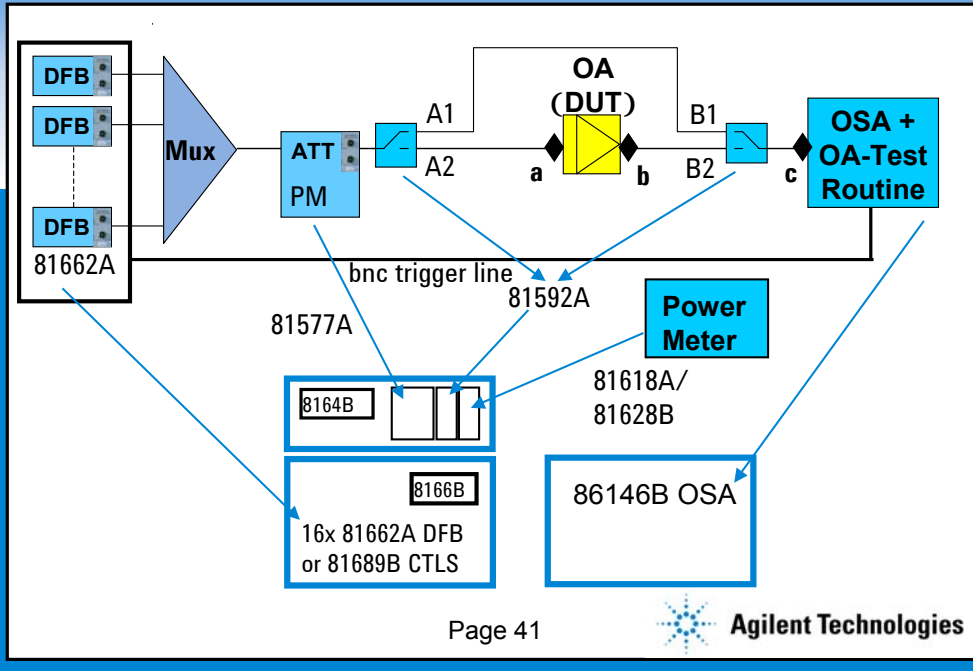 DFB
DFB
DFB
81662A
Mux
ATT
PM
A1
A2
OA
(DUT)
a
b
B1
B2
c
OSA +
OA-Test
Routine
bnc trigger line
81592A
81577A
Power
Meter
81618A/
81628B
8164B
8166B
16x 81662A DFB
or 81689B CTLS
86146B OSA
Page 41
Agilent Technologies